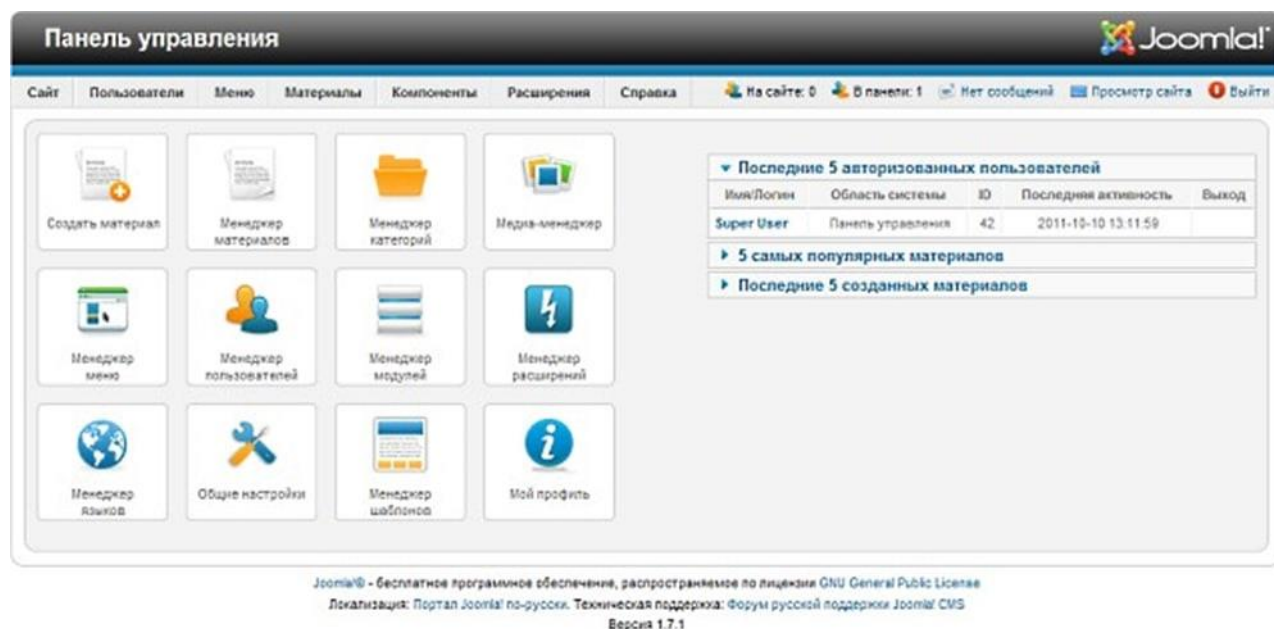 Панель управления
Joomla!
Сайт Пользователи Меню Материалы Компоненты Расширения Справка На сайте: 0 В панели: 1 Нет сообщений Просмотр сайта Выйти
Создать материал
Менеджер
материалов
Менеджер
категорий
Медиа-менеджер
Менеджер
меню
Менеджер
пользователей
Менеджер
модулей
Менеджер
расширений
Менеджер
языков
Общие настройки
Менеджер
шаблонов
Мой профиль
Последние 5 авторизованных пользователей
Имя/Логин Область системы ID Последняя активность Выход
Super User Панель управления 42 2011-10-10 13:11:59
5 самых популярных материалов
Последние 5 созданных материалов
Joomla!® - бесплатное программное обеспечение, распространяемое по лицензии GNU General Public License
Локализация: Портал Joomla! по-русски. Техническая поддержка: Форум русской поддержки Joomla! CMS
Версия 1.7.1